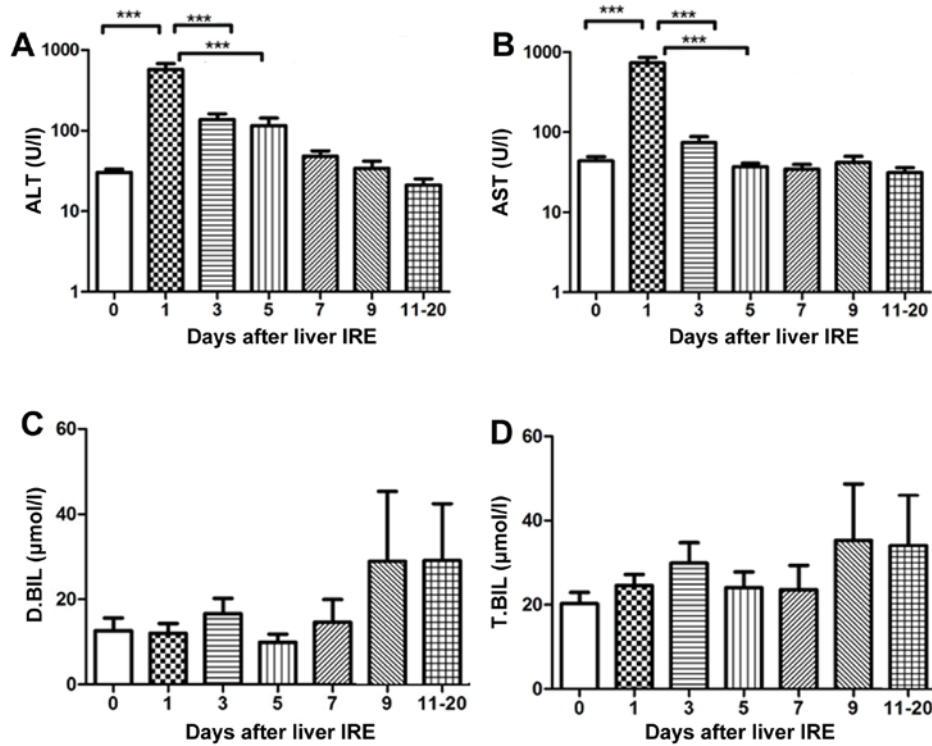 A
***
***
***
1000
100
10
1
ALT (U/l)
0 1 3 5 7 9 11-20
Days after liver IRE
B
***
***
***
1000
100
10
1
AST (U/l)
0 1 3 5 7 9 11-20
Days after liver IRE
C
60
40
20
0
D.BIL (μmol/l)
0 1 3 5 7 9 11-20
Days after liver IRE
D
60
40
20
0
T.BIL (μmol/l)
0 1 3 5 7 9 11-20
Days after liver IRE